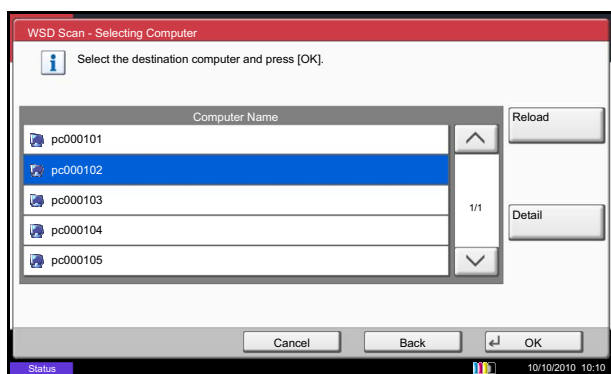 WSD Scan - Selecting Computer
Select the destination computer and press [OK].
Computer Name
Reload
pc000101
pc000102
pc000103
1/1
Detail
pc000104
pc000105
Cancel
Back
OK
Status
10/10/2010 10:10